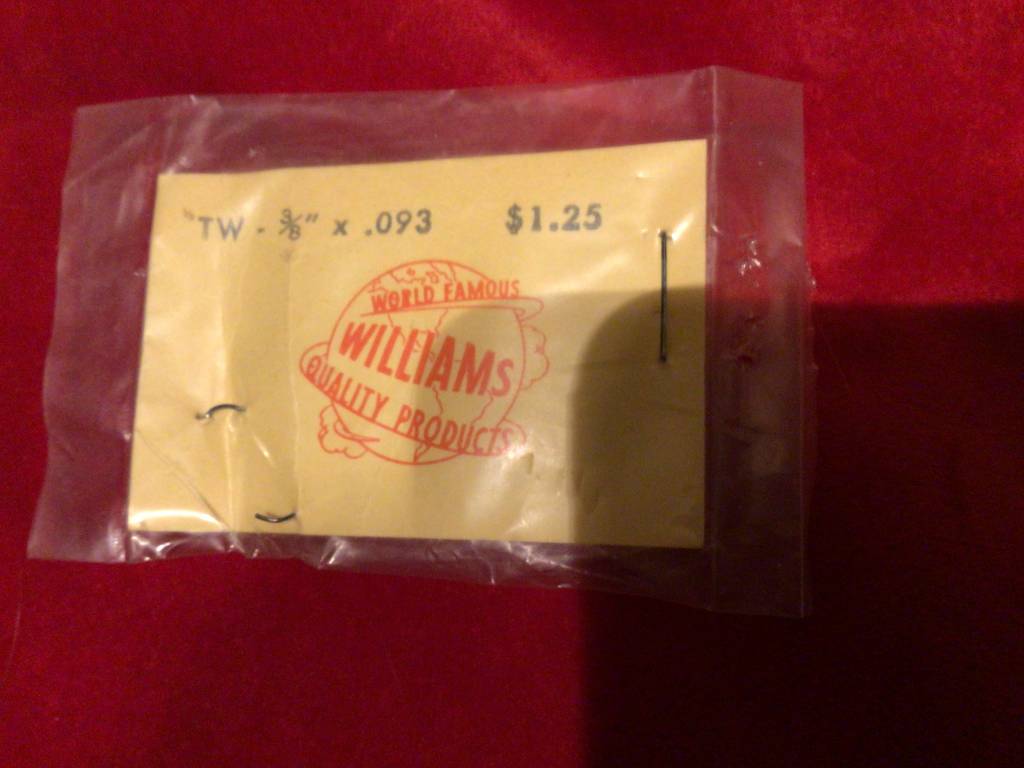 "TW - 3/8" x .093 $1.25
WORLD FAMOUS
WILLIAMS
QUALITY PRODUCTS